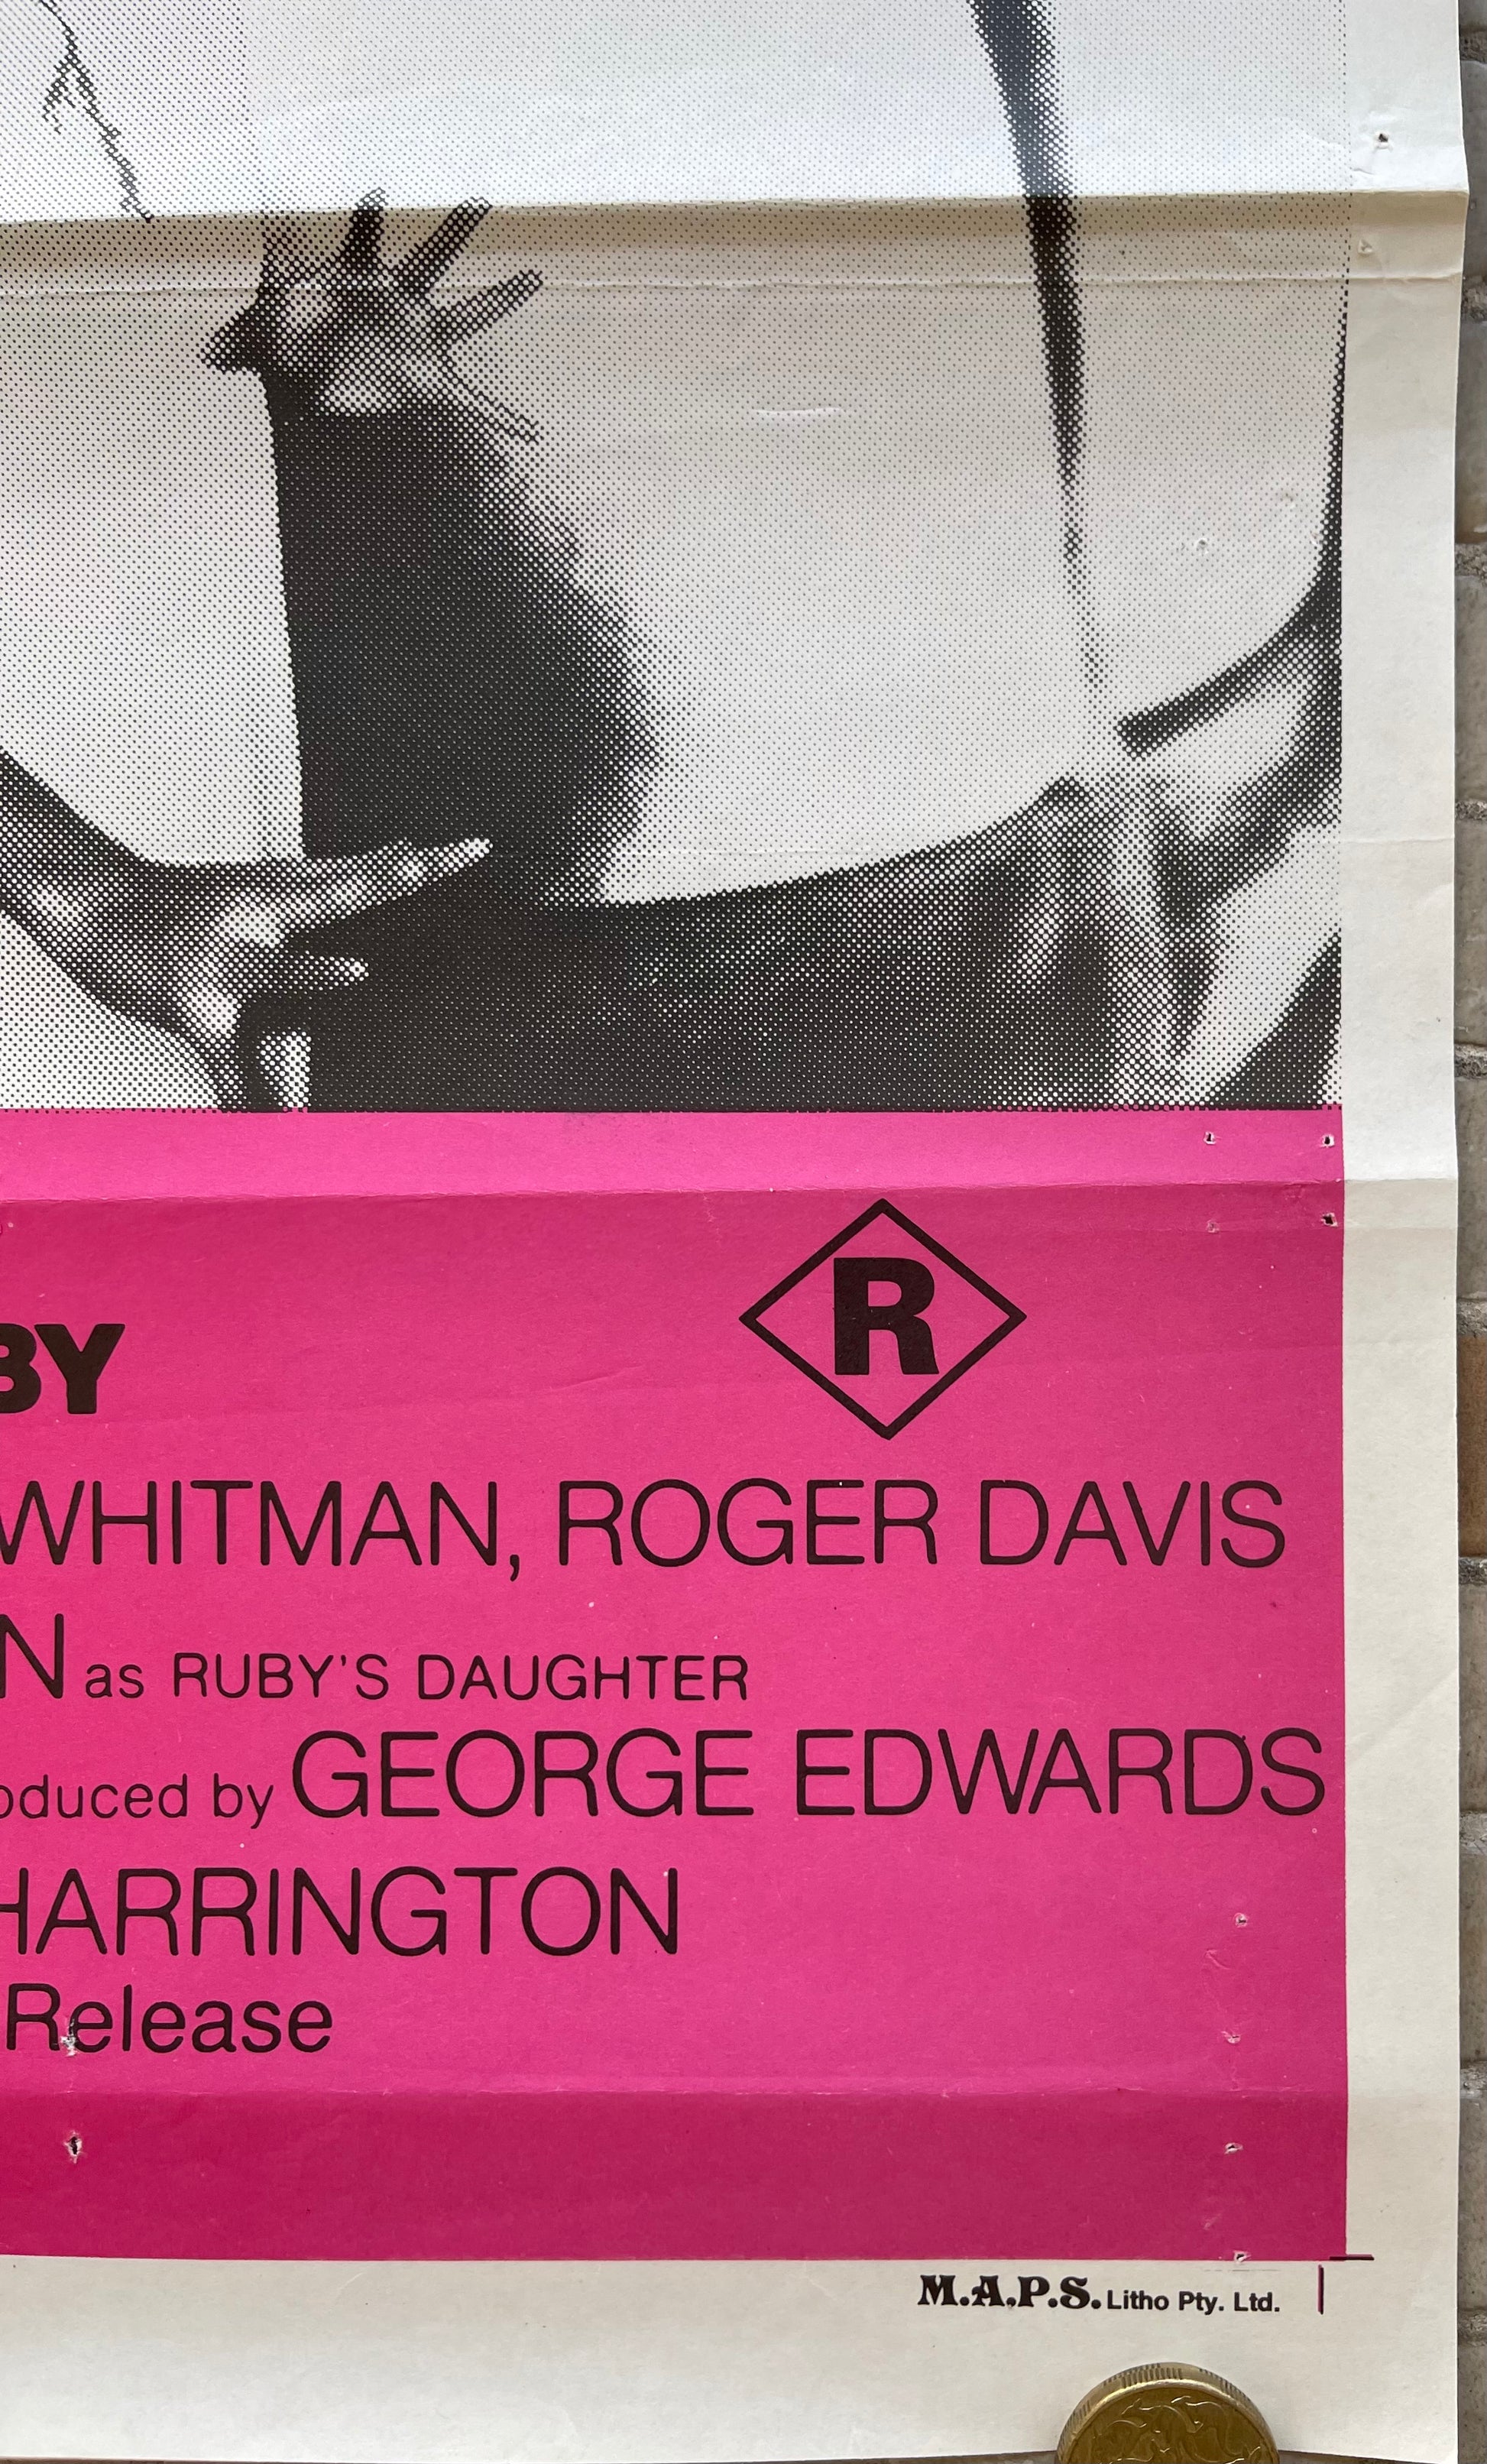 R
BY
WHITMAN, ROGER DAVIS
N as RUBY'S DAUGHTER
oduced by GEORGE EDWARDS
HARRINGTON
Release
M.A.P.S. Litho Pty. Ltd.